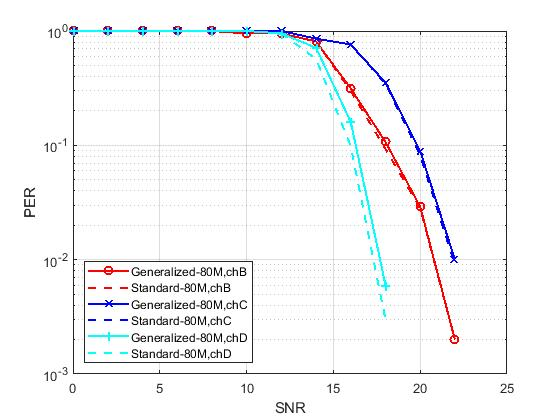 10^0
10^-1
10^-2
10^-3
PER
0 5 10 15 20 25
SNR
Generalized-80M,chB
Standard-80M,chB
Generalized-80M,chC
Standard-80M,chC
Generalized-80M,chD
Standard-80M,chD